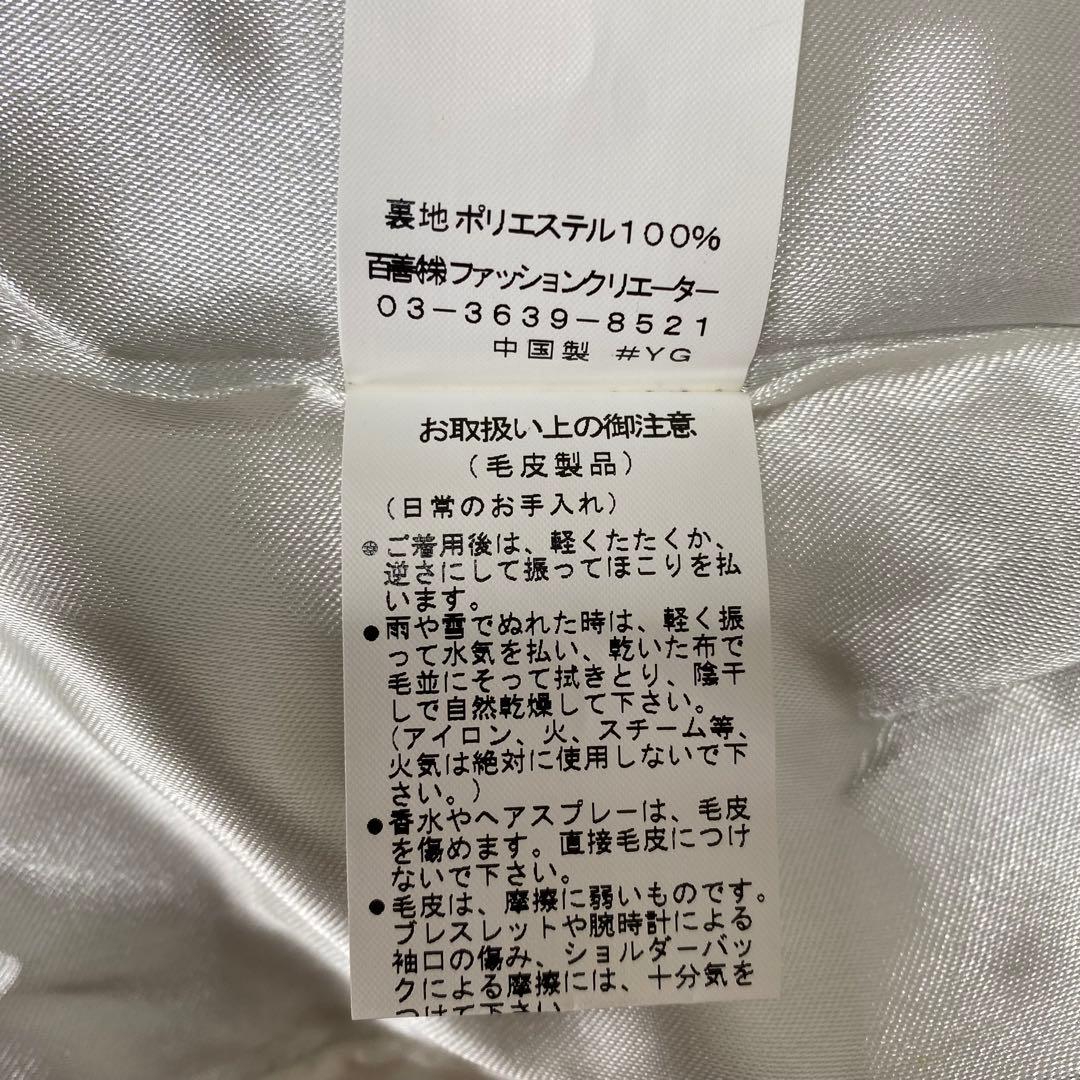 裏地 ポリエステル100%
百善㈱ファッションクリエーター
03-3639-8521
中国製 #YG
お取扱い上の御注意
(毛皮製品)
(日常のお手入れ)
●ご着用後は、軽くたたくか、
逆さにして振ってほこりを払
います。
●雨や雪でぬれた時は、軽く振
って水気を払い、乾いた布で
毛並にそって拭きとり、陰干
しで自然乾燥して下さい。
(アイロン、火、スチーム等、
火気は絶対に使用しないで下
さい。)
●香水やヘアスプレーは、毛皮
を傷めます。直接毛皮につけ
ないで下さい。
●毛皮は、摩擦に弱いものです。
ブレスレットや腕時計による
袖口の傷み、ショルダーバッ
クによる摩擦には、十分気を
つけて下さい